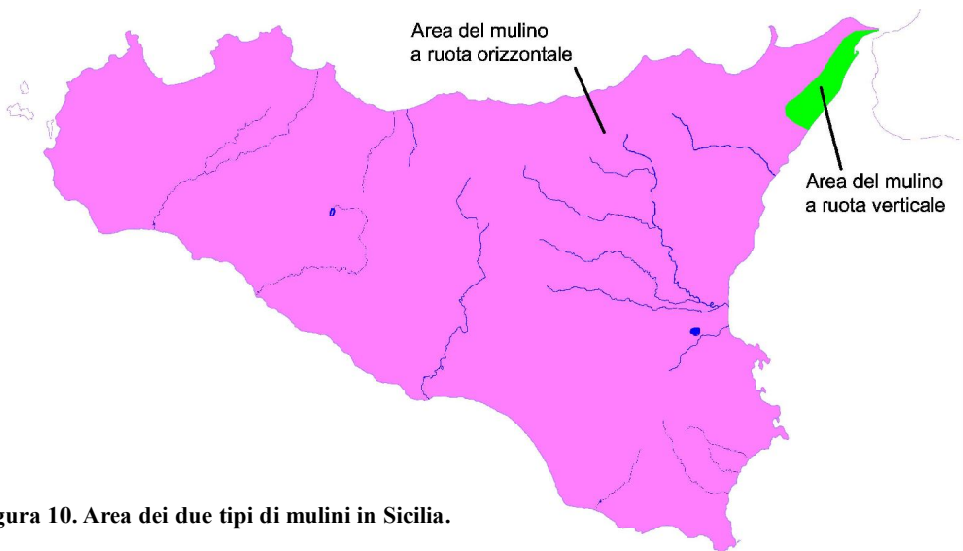 Area del mulino
a ruota orizzontale
Area del mulino
a ruota verticale
gura 10. Area dei due tipi di mulini in Sicilia.